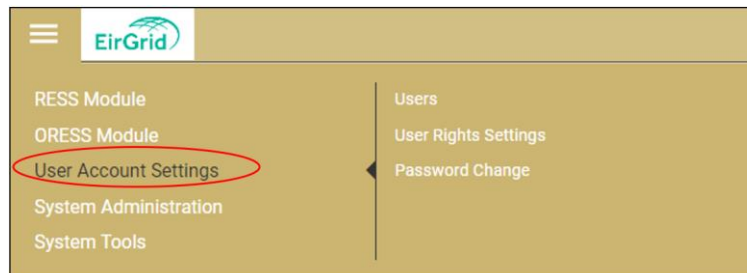 EirGrid
RESS Module
ORESS Module
User Account Settings
System Administration
System Tools
Users
User Rights Settings
Password Change